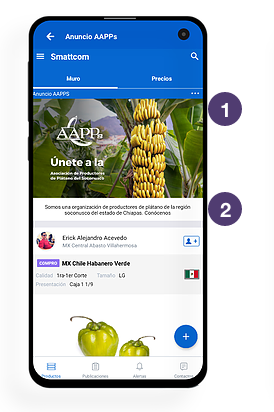 Anuncio AAPPs
Smattcom
Muro
Precios
Anuncio AAPPS
1
AAPPs
Únete a la
Asociación de Productores
de Plátano del Soconusco
Somos una organización de productores de plátano de la región
soconusco del estado de Chiapas. Conócenos
2
Erick Alejandro Acevedo
MX Central Abasto Villahermosa
COMPRO MX Chile Habanero Verde
Calidad 1ra-1er Corte Tamaño LG
Presentación Caja 1 1/9
Productos
Publicaciones
Alertas
Contactos